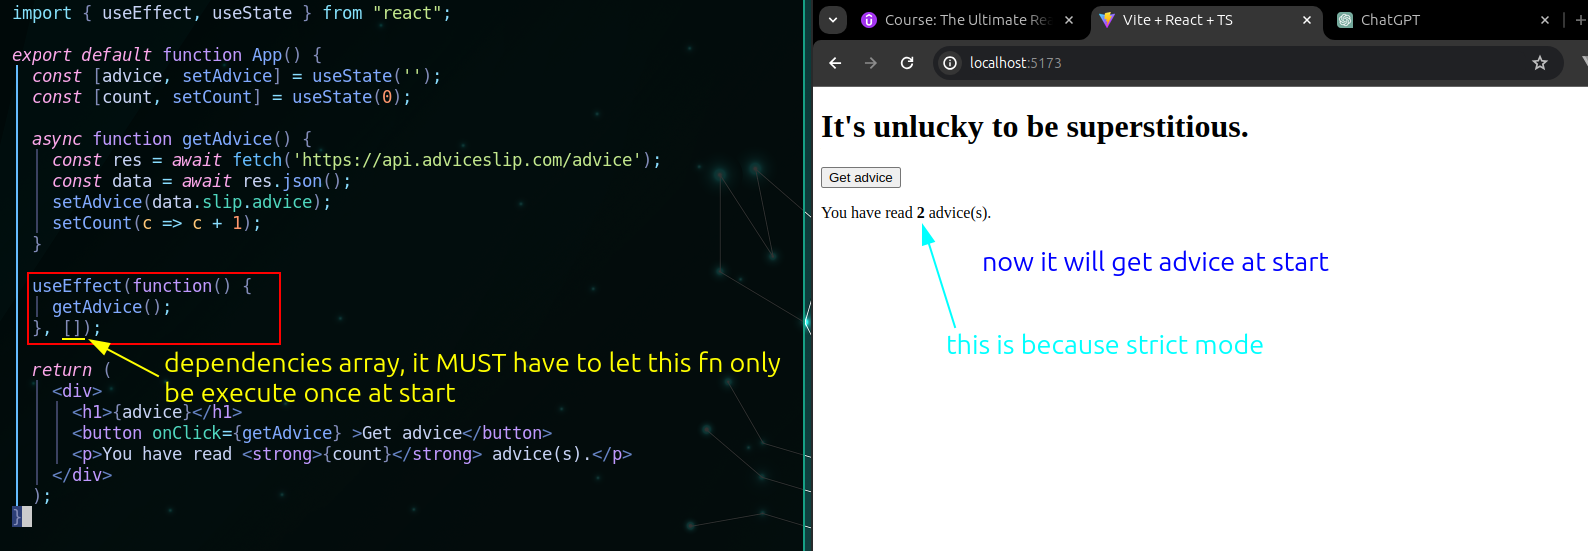 import { useEffect, useState } from "react";
export default function App() {
const [advice, setAdvice] = useState('');
const [count, setCount] = useState(0);
async function getAdvice() {
const res = await fetch('https://api.adviceslip.com/advice');
const data = await res.json();
setAdvice(data.slip.advice);
setCount(c => c + 1);
}
useEffect(function() {
getAdvice();
}, []);
dependencies array, it MUST have to let this fn only
be execute once at start
return (
<div>
<h1>{advice}</h1>
<button onClick={getAdvice} >Get advice</button>
<p>You have read <strong>{count}</strong> advice(s).</p>
</div>
);
}
Course: The Ultimate Rea
Vite + React + TS
ChatGPT
localhost:5173
It's unlucky to be superstitious.
Get advice
You have read 2 advice(s).
now it will get advice at start
this is because strict mode